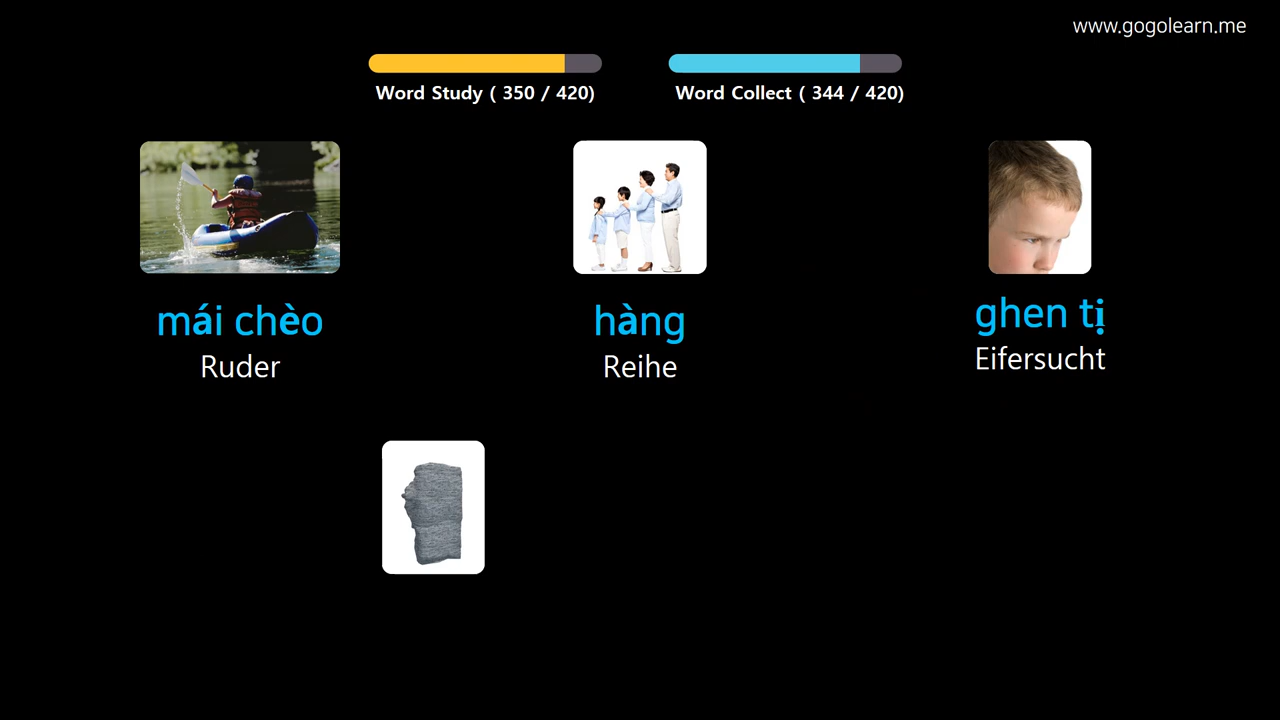 www.gogolearn.me
Word Study ( 350 / 420)
Word Collect ( 344 / 420)
mái chèo
Ruder
hàng
Reihe
ghen tị
Eifersucht